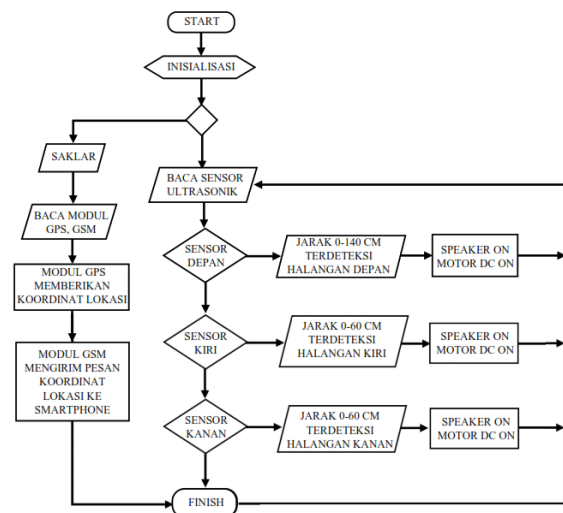 START
INISIALISASI
SAKLAR
BACA MODUL
GPS, GSM
MODUL GPS
MEMBERIKAN
KOORDINAT LOKASI
MODUL GSM
MENGIRIM PESAN
KOORDINAT
LOKASI KE
SMARTPHONE
BACA SENSOR
ULTRASONIK
SENSOR
DEPAN
JARAK 0-140 CM
TERDETEKSI
HALANGAN DEPAN
SPEAKER ON
MOTOR DC ON
SENSOR
KIRI
JARAK 0-60 CM
TERDETEKSI
HALANGAN KIRI
SPEAKER ON
MOTOR DC ON
SENSOR
KANAN
JARAK 0-60 CM
TERDETEKSI
HALANGAN KANAN
SPEAKER ON
MOTOR DC ON
FINISH